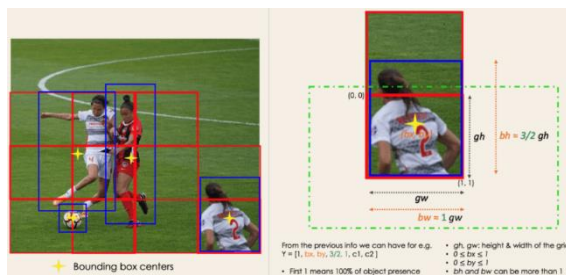 Bounding box centers
(0, 0)
2
gh
bh = 3/2 gh
(1, 1)
gw
bw = 1 gw
From the previous info we can have for e.g.
Y = [1, bx, by, 3/2, 1, c1, c2 ]
• First 1 means 100% of object presence
• gh, gw: height & width of the gri
• 0 ≤ bx ≤ 1
• 0 ≤ by ≤ 1
• bh and bw can be more than 1